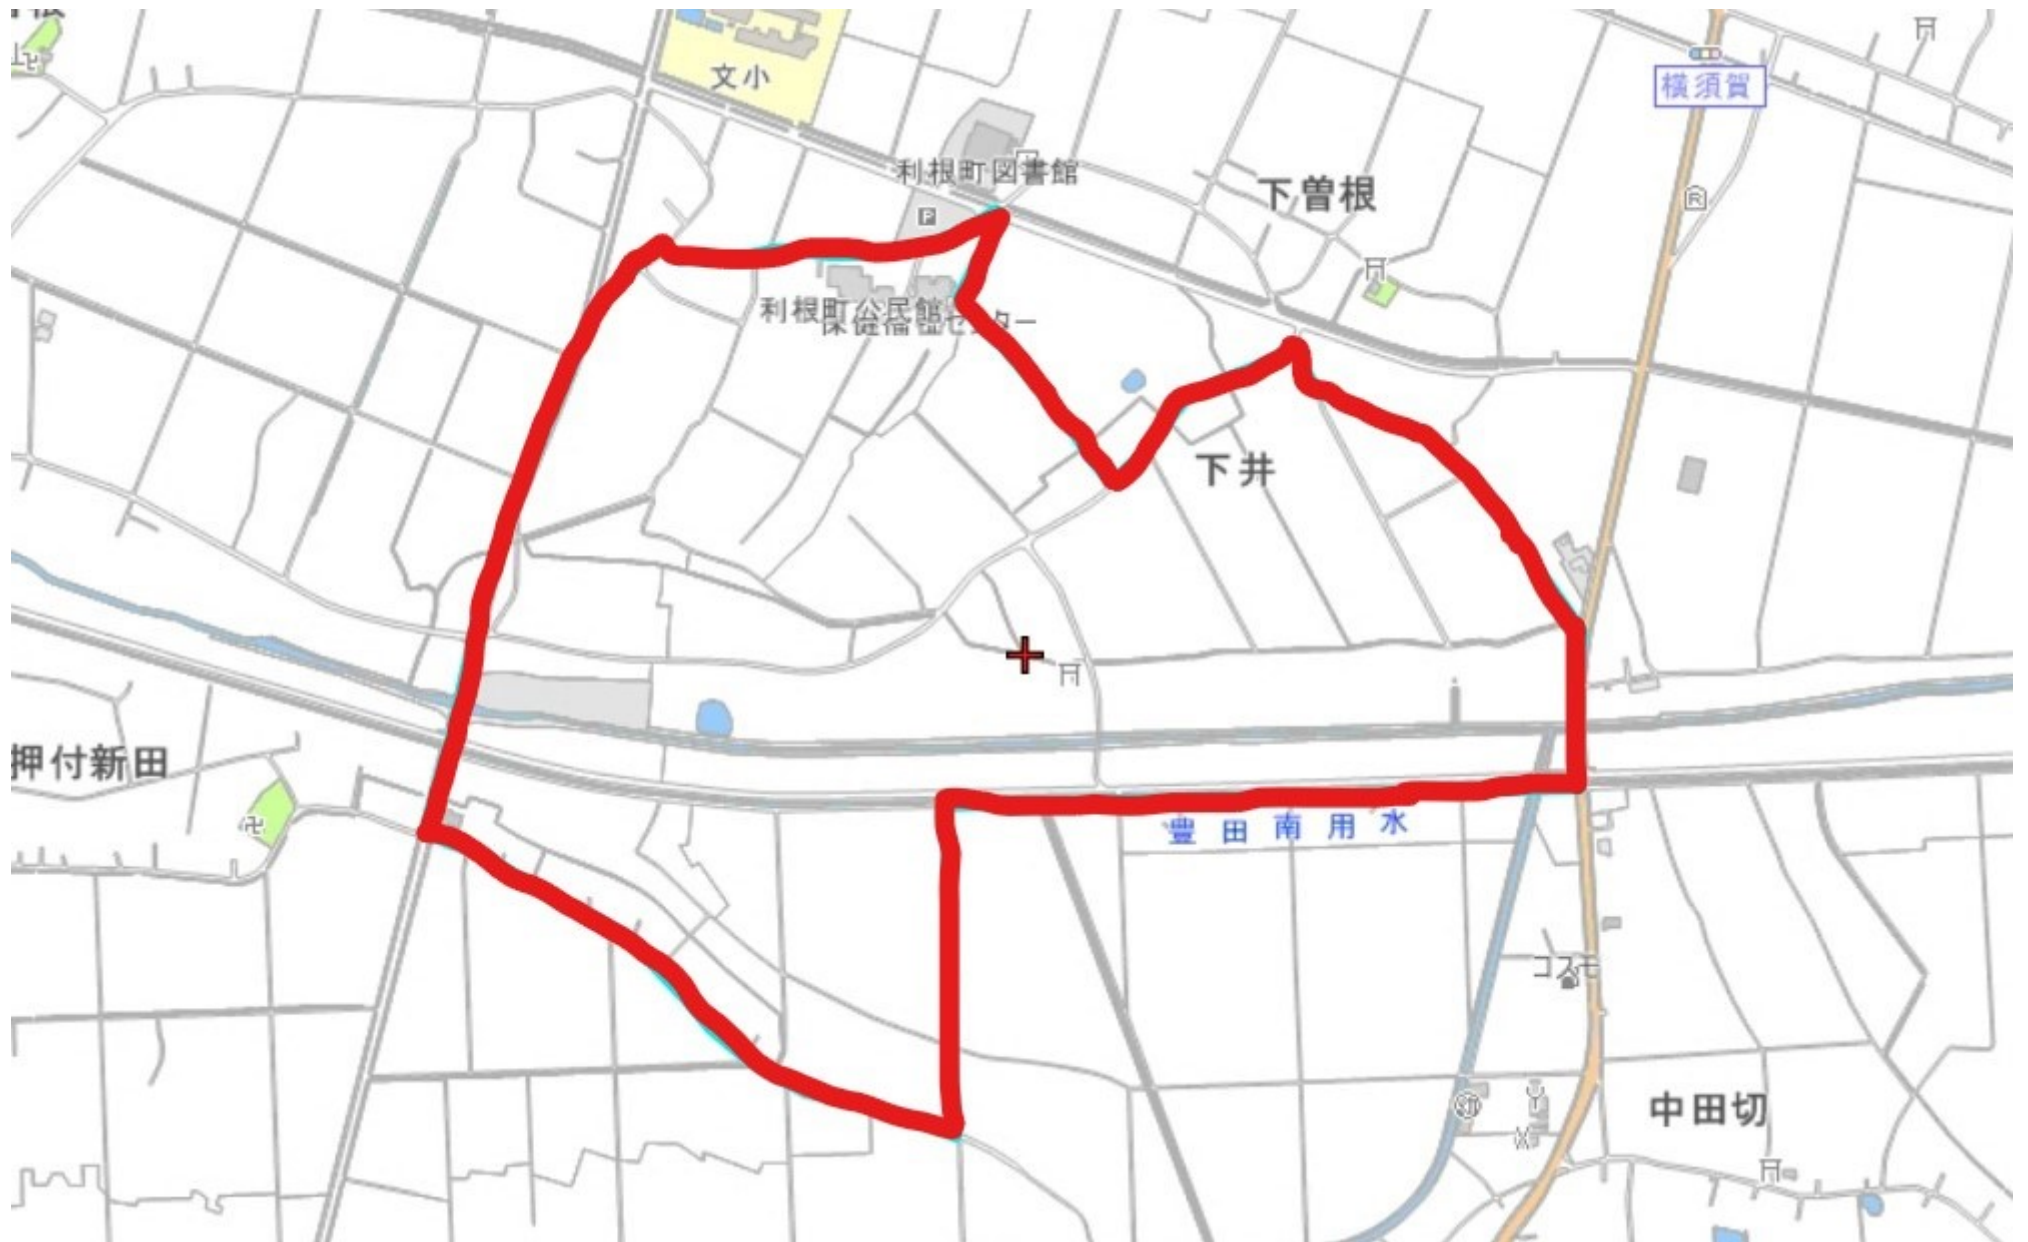 文小
横須賀
利根町図書館
P
下曽根
R
利根町公民館
保健福祉センター
下井
押付新田
豊田南用水
コスモ
中田切